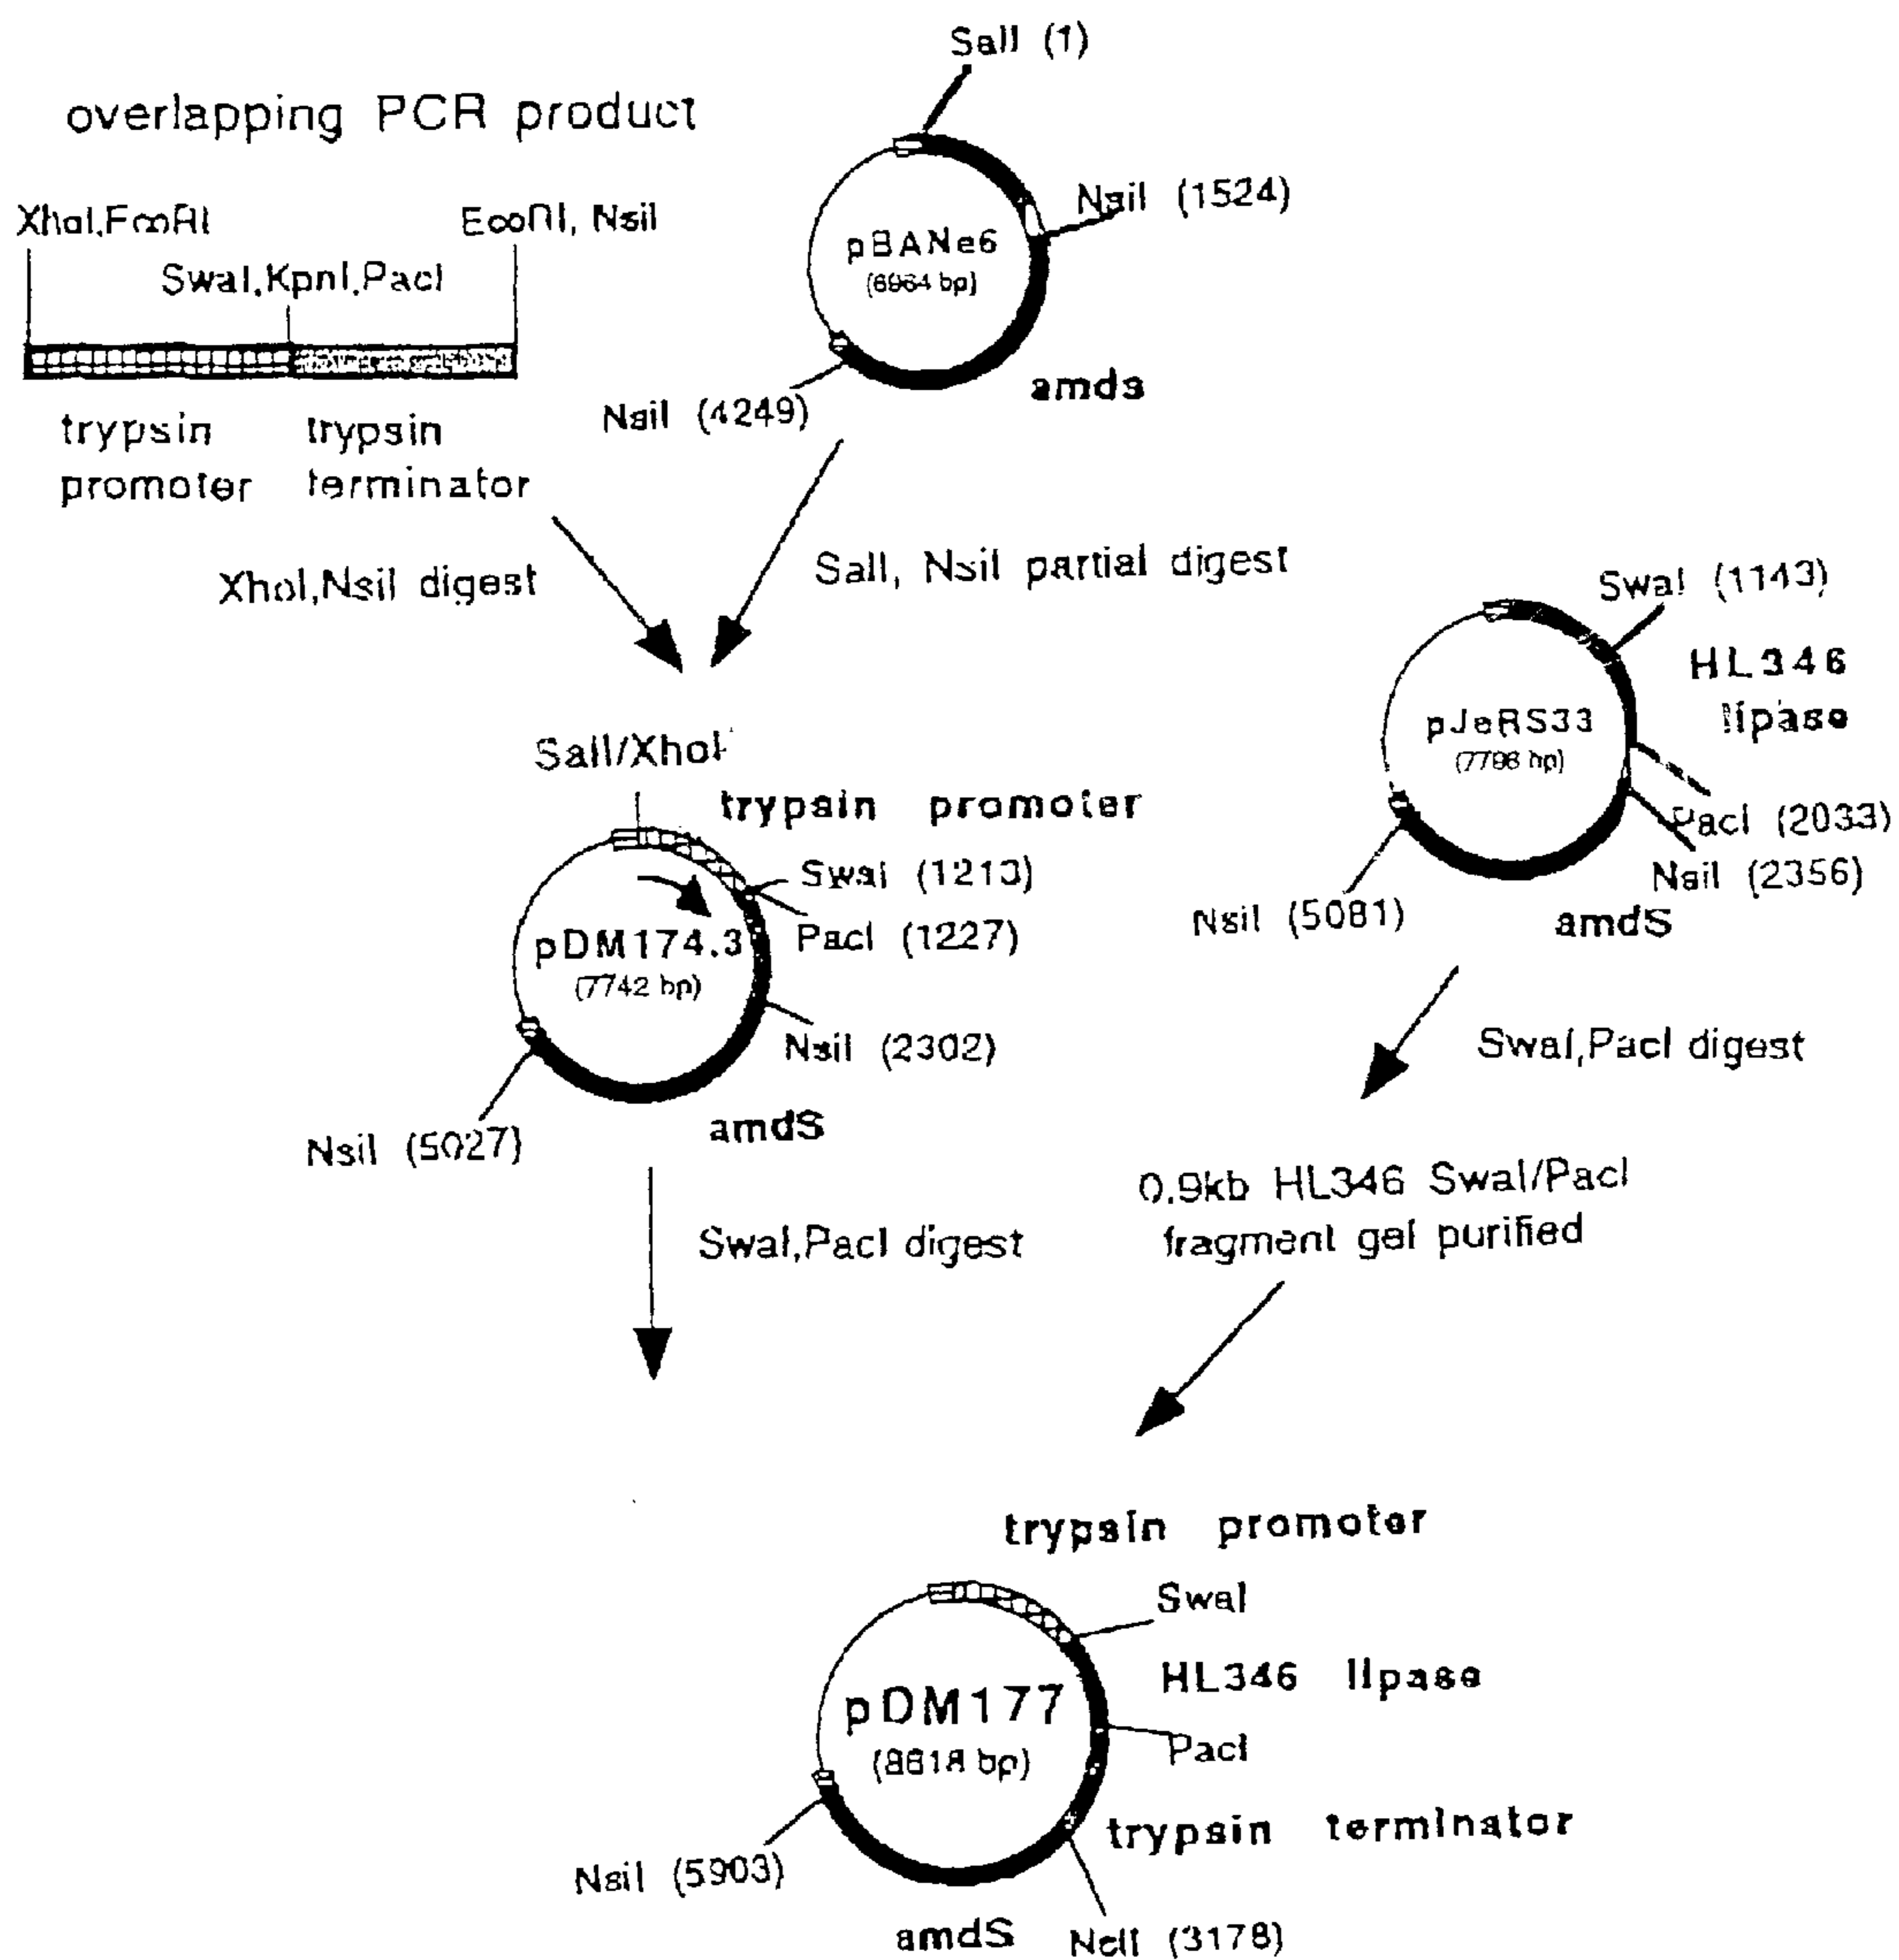 SalI (1)
overlapping PCR product
NsiI (1524)
XhoI,EcoRI
EcoRI, NsiI
pBANe6
(6964 bp)
SwaI,KpnI,PacI
amds
NsiI (4249)
trypsin
promoter
trypsin
terminator
SalI, NsiI partial digest
XhoI,NsiI digest
SwaI (1143)
HL346
lipase
pJeRS33
(7796 bp)
SalI/XhoI
trypsin promoter
PacI (2033)
SwaI (1213)
NsiI (2356)
NsiI (5081)
amdS
PacI (1227)
pDM174.3
(7742 bp)
NsiI (2302)
SwaI,PacI digest
amdS
NsiI (5027)
0.9kb HL346 SwaI/PacI
fragment gel purified
SwaI,PacI digest
trypsin promoter
SwaI
HL346 lipase
pDM177
(8618 bp)
PacI
trypsin terminator
NsiI (5903)
amdS
NsiI (3178)